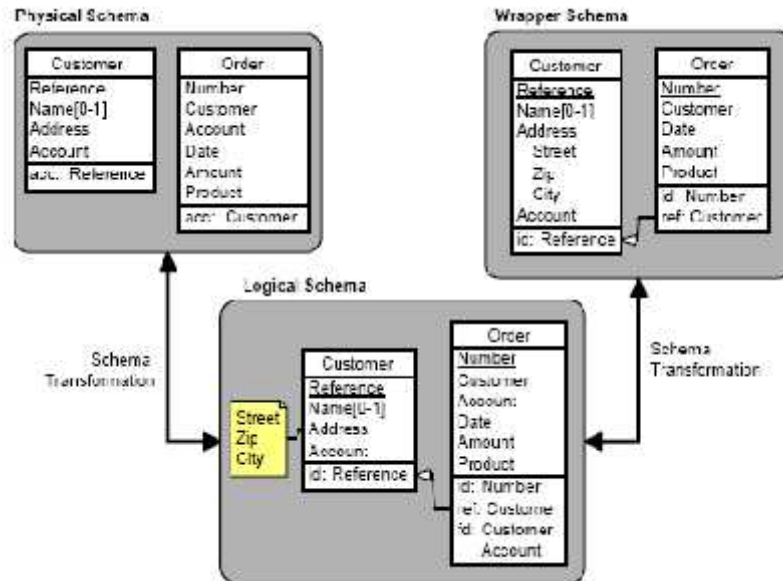 Physical Schema
Customer
Reference
Name[0-1]
Address
Account
acc: Reference
Order
Number
Customer
Account
Date
Amount
Product
acc: Customer
Wrapper Schema
Customer
Reference
Name[0-1]
Address
Street
Zip
City
Account
id: Reference
Order
Number
Customer
Date
Amount
Product
id: Number
ref: Customer
Schema
Transformation
Logical Schema
Street
Zip
City
Customer
Reference
Name[0-1]
Address
Account
id: Reference
Order
Number
Customer
Account
Date
Amount
Product
id: Number
ref: Custome
fd: Customer
Account
Schema
Transformation